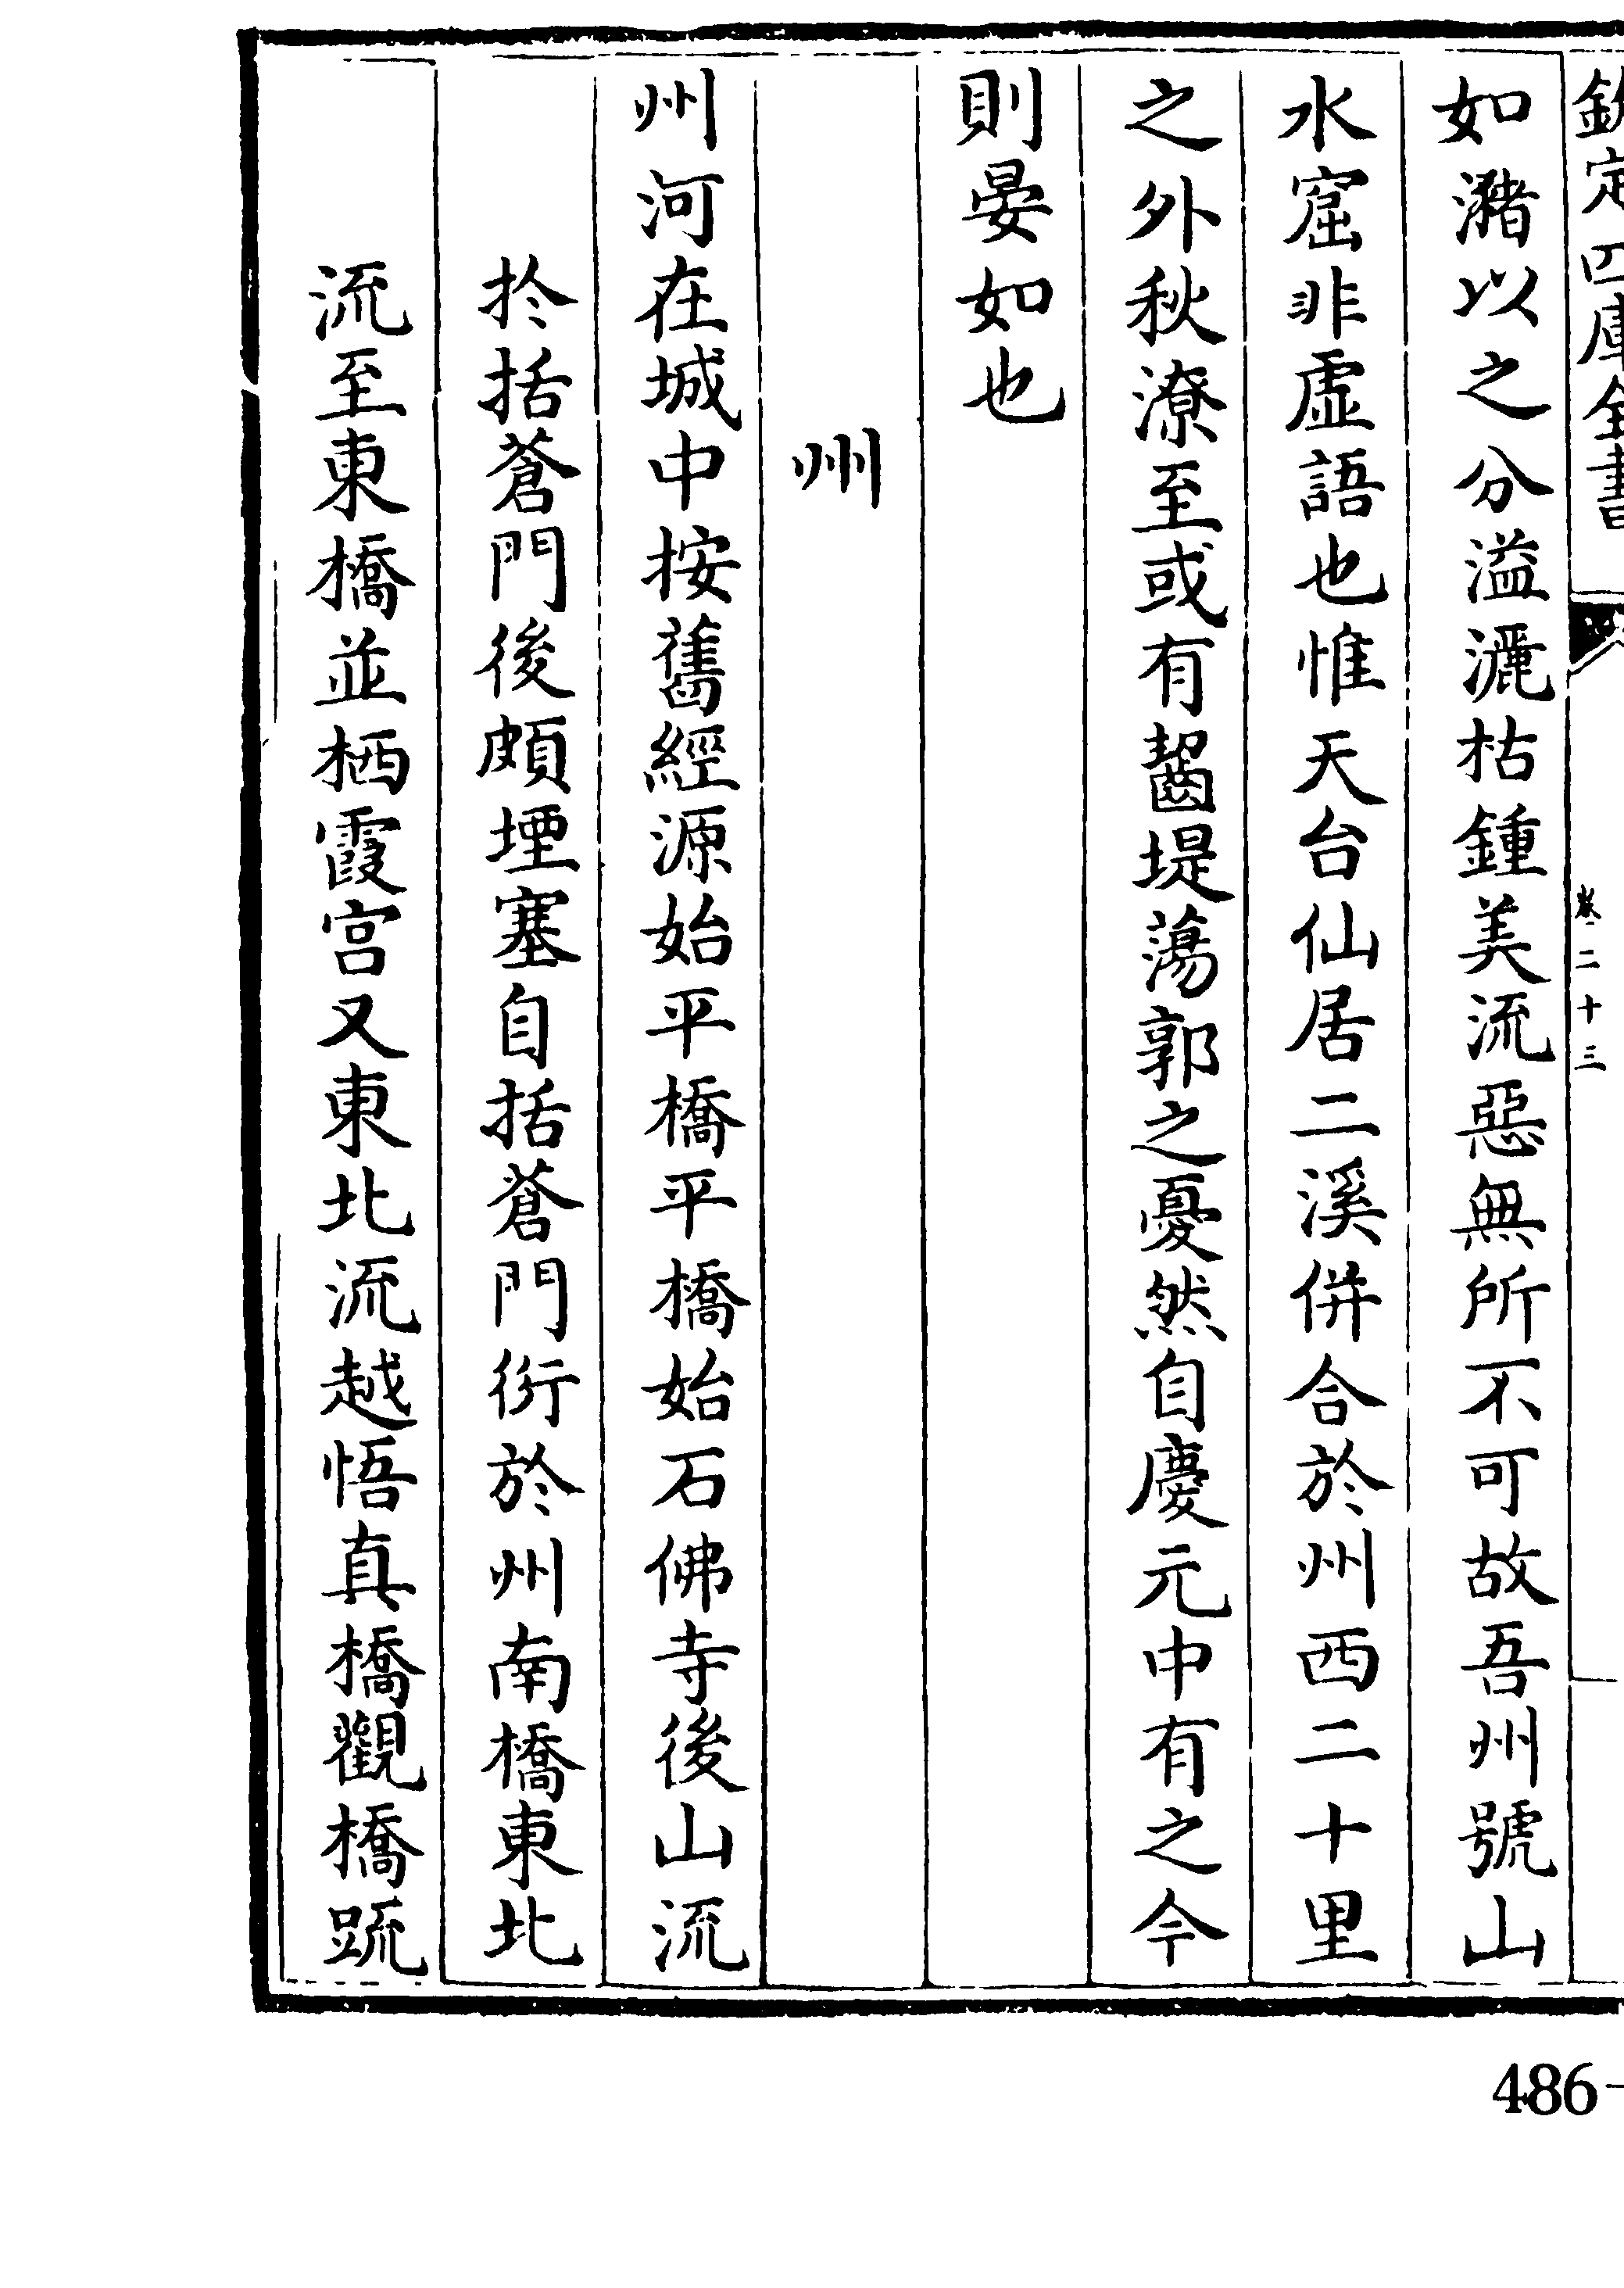 欽定四庫全書
卷二十三
如瀦以之分溢灑枯鍾美流惡無所不可故吾州號山
水窟非虛語也惟天台仙居二溪併合於州西二十里
之外秋潦至或有齧堤蕩郭之憂然自慶元中有之今
則晏如也
州
州河在城中按舊經源始平橋平橋始石佛寺後山流
於括蒼門後頗堙塞自括蒼門衍於州南橋東北
流至東橋並栖霞宫又東北流越悟真橋觀橋䟽
486-